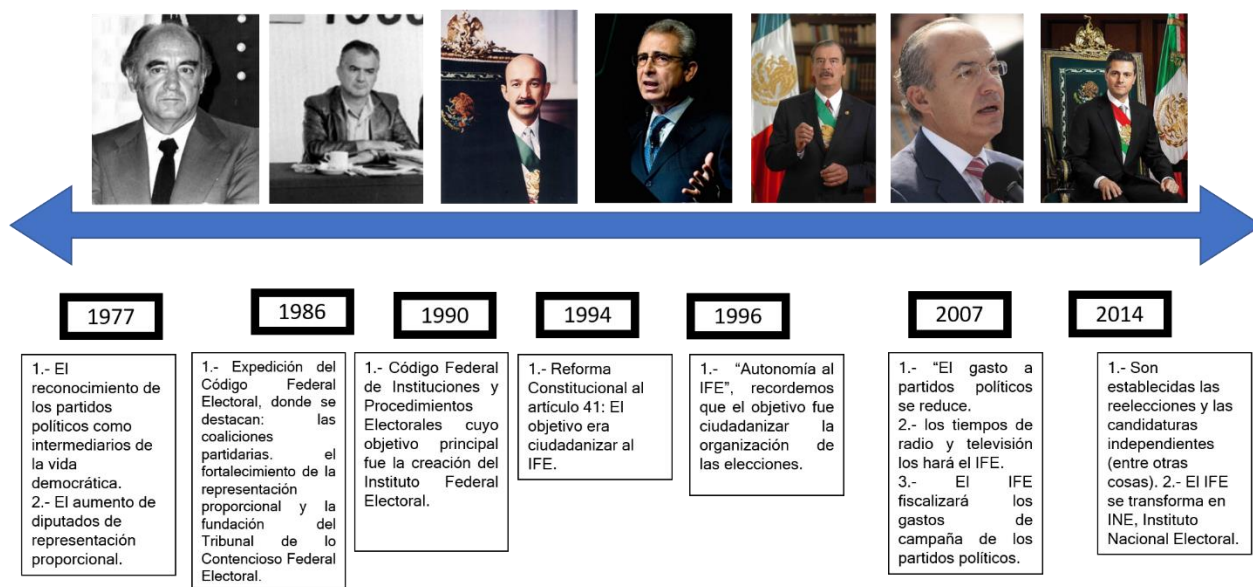 1977
1.- El
reconocimiento de
los partidos
políticos como
intermediarios de
la vida
democrática.
2.- El aumento de
diputados de
representación
proporcional.
1986
1.- Expedición del
Código Federal
Electoral, donde se
destacan: las
coaliciones
partidarias. el
fortalecimiento de la
representación
proporcional y la
fundación del
Tribunal de lo
Contencioso Federal
Electoral.
1990
1.- Código Federal
de Instituciones y
Procedimientos
Electorales cuyo
objetivo principal
fue la creación del
Instituto Federal
Electoral.
1994
1.- Reforma
Constitucional al
artículo 41: El
objetivo era
ciudadanizar al
IFE.
1996
1.- “Autonomía al
IFE”, recordemos
que el objetivo fue
ciudadanizar la
organización de
las elecciones.
2007
1.- “El gasto a
partidos políticos
se reduce.
2.- los tiempos de
radio y televisión
los hará el IFE.
3.- El IFE
fiscalizará los
gastos de
campaña de los
partidos políticos.
2014
1.- Son
establecidas las
reelecciones y las
candidaturas
independientes
(entre otras
cosas). 2.- El IFE
se transforma en
INE, Instituto
Nacional Electoral.